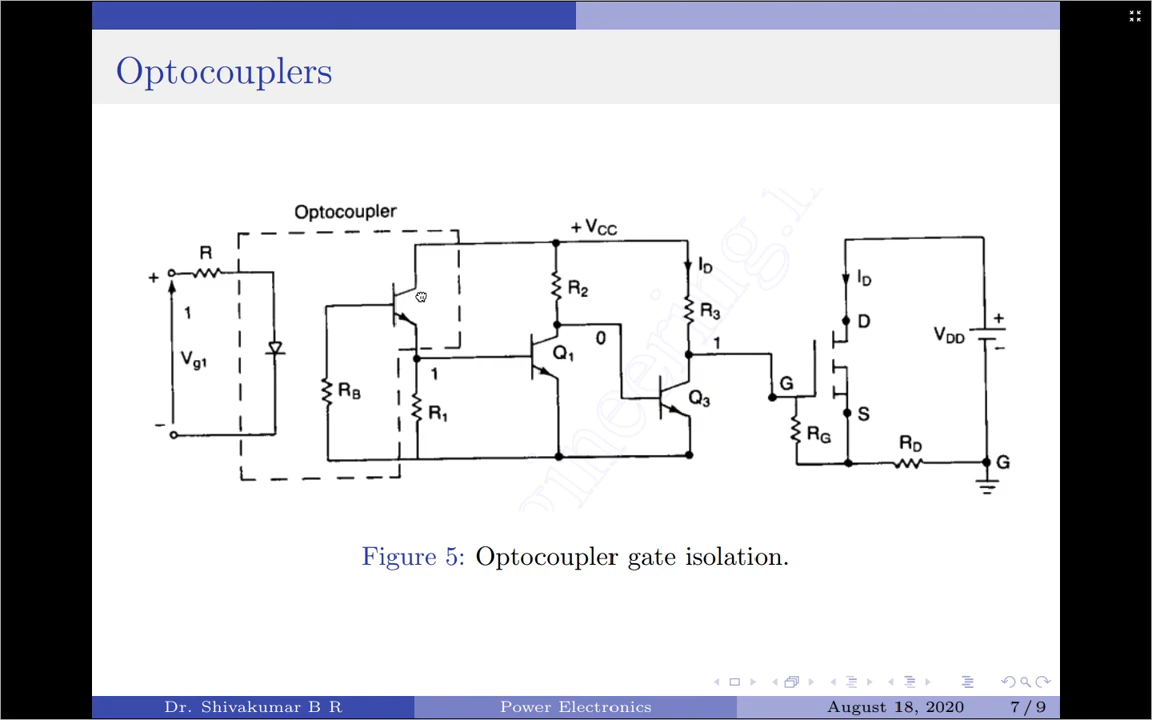 Optocouplers
Optocoupler
+V_CC
R
+
1
V_g1
-
R_B
1
R_1
R_2
Q_1
0
I_D
R_3
1
Q_3
G
R_G
I_D
D
S
R_D
V_DD
+
-
G
Figure 5: Optocoupler gate isolation.
Dr. Shivakumar B R
Power Electronics
August 18, 2020
7 / 9